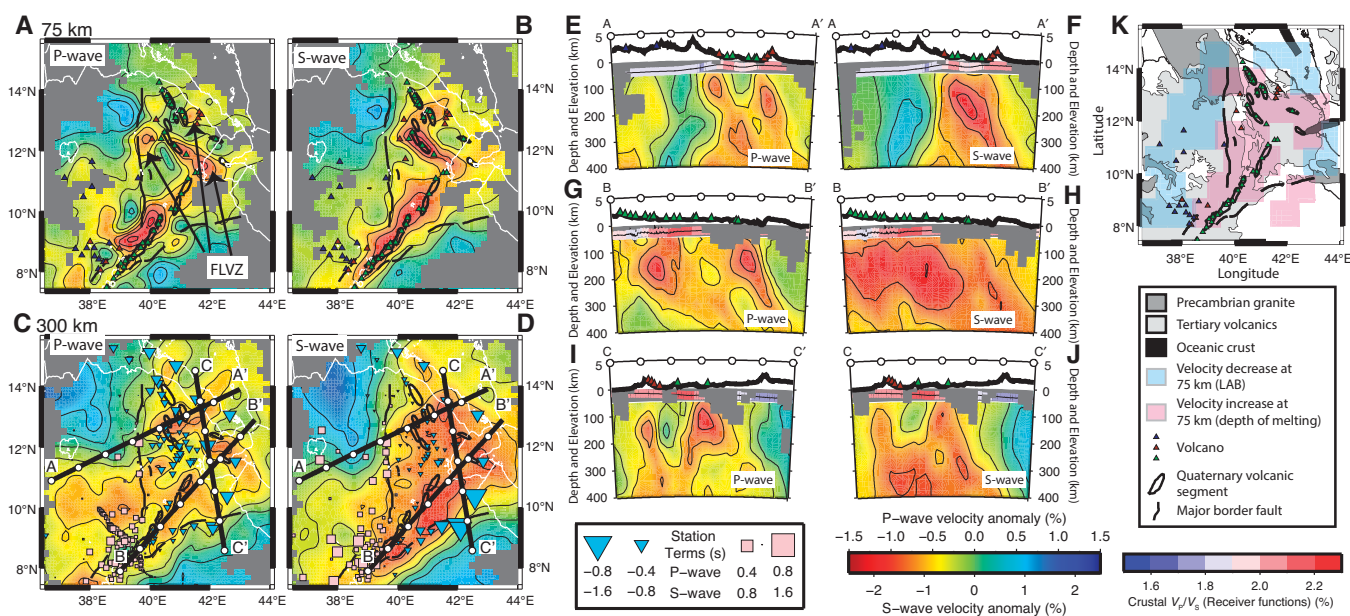 A 75 km
P-wave
14°N
12°N
10°N
8°N
FLVZ
38°E 40°E 42°E 44°E
B
S-wave
14°N
12°N
10°N
8°N
38°E 40°E 42°E 44°E
C 300 km
P-wave
C
A'
B'
14°N
12°N
10°N
8°N
A
B
C'
38°E 40°E 42°E 44°E
D
S-wave
C
A'
B'
14°N
12°N
10°N
8°N
A
B
C'
38°E 40°E 42°E 44°E
E
A A'
Depth and Elevation (km)
5
0
100
200
300
400
P-wave
F
A A'
Depth and Elevation (km)
5
0
100
200
300
400
S-wave
G
B B'
5
0
100
200
300
400
P-wave
H
B B'
Depth and Elevation (km)
5
0
100
200
300
400
S-wave
I
C C'
Depth and Elevation (km)
5
0
100
200
300
400
P-wave
J
C C'
Depth and Elevation (km)
5
0
100
200
300
400
S-wave
K
Latitude
14°
12°
10°
8°
38° 40° 42° 44°
Longitude
Precambrian granite
Tertiary volcanics
Oceanic crust
Velocity decrease at
75 km (LAB)
Velocity increase at
75 km (depth of melting)
Volcano
Quaternary volcanic
segment
Major border fault
Station
Terms (s)
−0.8 −0.4 P−wave 0.4 0.8
−1.6 −0.8 S−wave 0.8 1.6
P−wave velocity anomaly (%)
−1.5 −1.0 −0.5 0.0 0.5 1.0 1.5
−2 −1 0 1 2
S−wave velocity anomaly (%)
1.6 1.8 2.0 2.2
Crustal VP/VS (Receiver functions) (%)